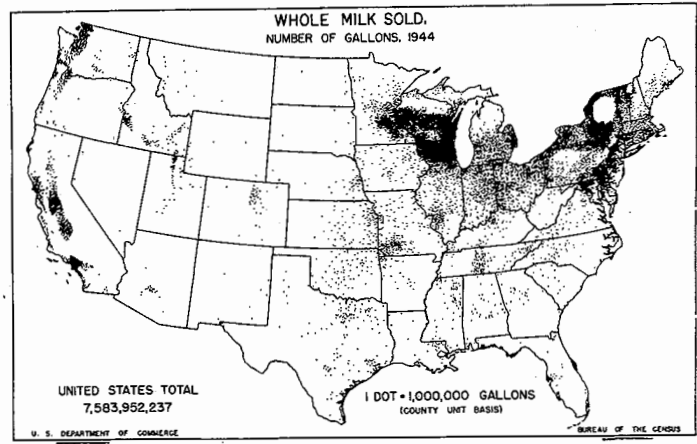 WHOLE MILK SOLD,
NUMBER OF GALLONS, 1944
UNITED STATES TOTAL
7,583,952,237
1 DOT = 1,000,000 GALLONS
(COUNTY UNIT BASIS)
U. S. DEPARTMENT OF COMMERCE
BUREAU OF THE CENSUS